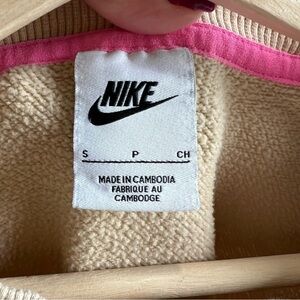 NIKE
S P CH
MADE IN CAMBODIA
FABRIQUE AU
CAMBODGE